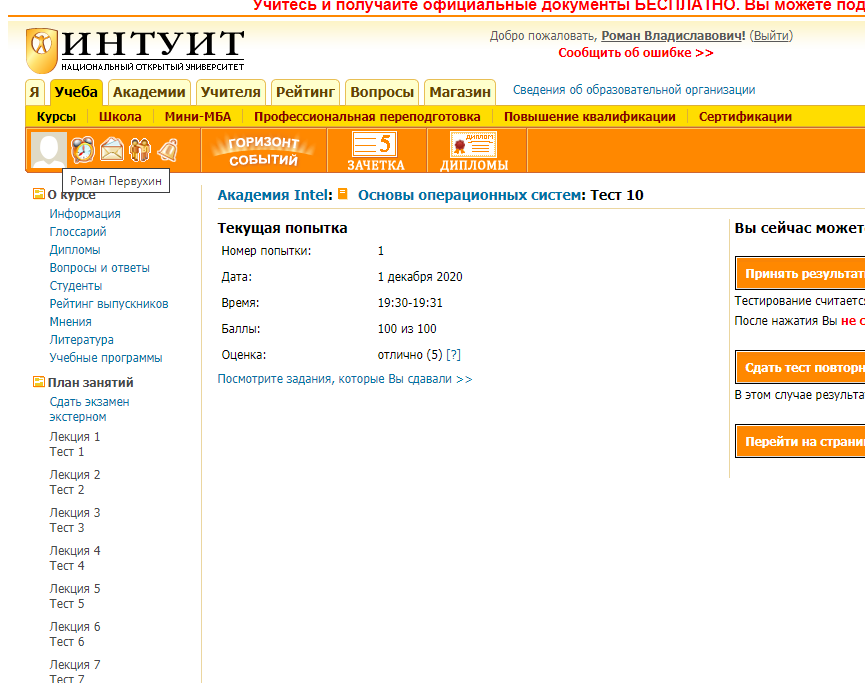 Учитесь и получайте официальные документы БЕСПЛАТНО. Вы можете под
ИНТУИТ
НАЦИОНАЛЬНЫЙ ОТКРЫТЫЙ УНИВЕРСИТЕТ
Добро пожаловать, Роман Владиславович! (Выйти)
Сообщить об ошибке >>
Я Учеба Академии Учителя Рейтинг Вопросы Магазин Сведения об образовательной организации
Курсы Школа Мини-МБА Профессиональная переподготовка Повышение квалификации Сертификации
ГОРИЗОНТ СОБЫТИЙ
5 ЗАЧЕТКА
ДИПЛОМ ДИПЛОМЫ
Роман Первухин
О курсе
Информация
Глоссарий
Дипломы
Вопросы и ответы
Студенты
Рейтинг выпускников
Мнения
Литература
Учебные программы
План занятий
Сдать экзамен
экстерном
Лекция 1
Тест 1
Лекция 2
Тест 2
Лекция 3
Тест 3
Лекция 4
Тест 4
Лекция 5
Тест 5
Лекция 6
Тест 6
Лекция 7
Тест 7
Академия Intel: Основы операционных систем: Тест 10
Текущая попытка
Номер попытки: 1
Дата: 1 декабря 2020
Время: 19:30-19:31
Баллы: 100 из 100
Оценка: отлично (5) [?]
Посмотрите задания, которые Вы сдавали >>
Вы сейчас может
Принять результат
Тестирование считаетс
После нажатия Вы не с
Сдать тест повторн
В этом случае результа
Перейти на страни